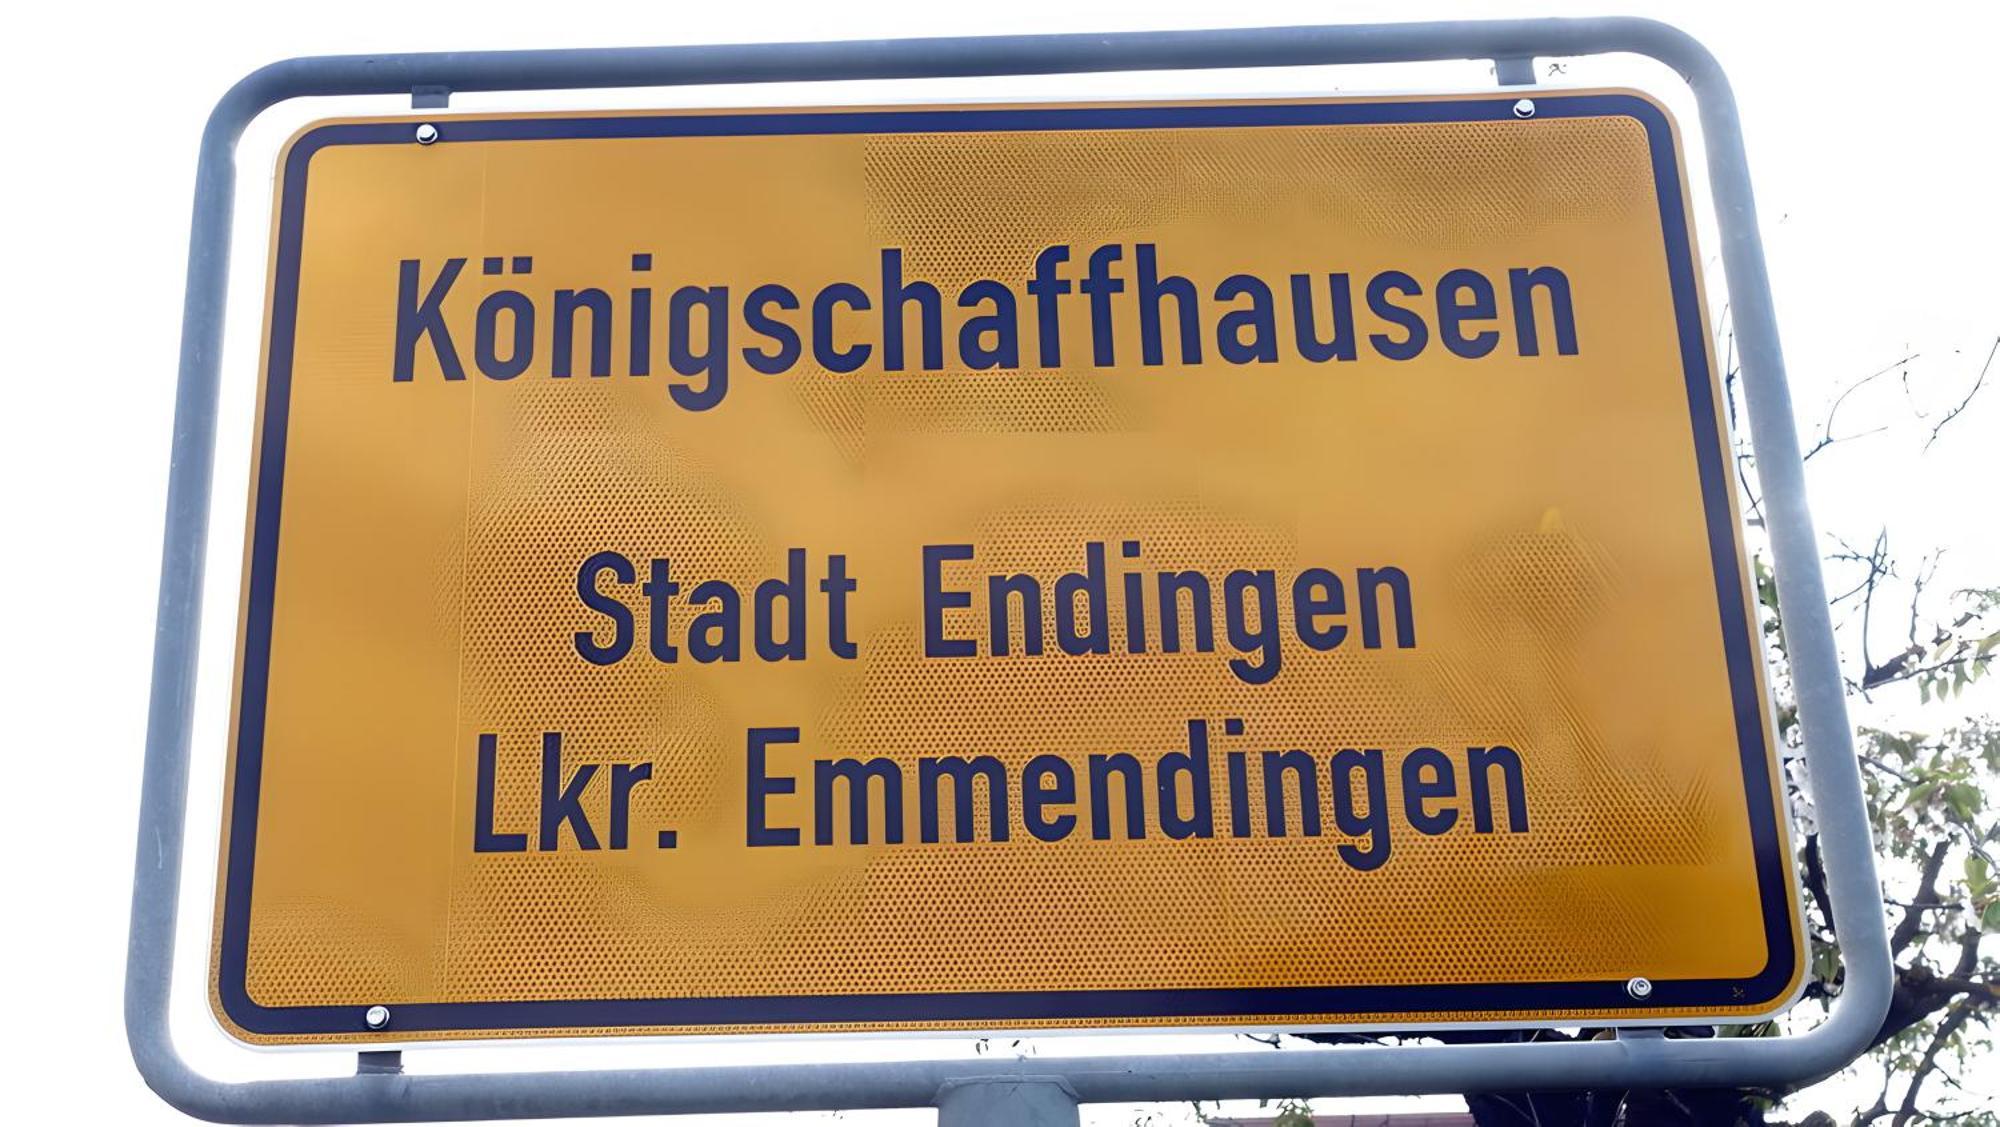 Königschaffhausen
Stadt Endingen
Lkr. Emmendingen